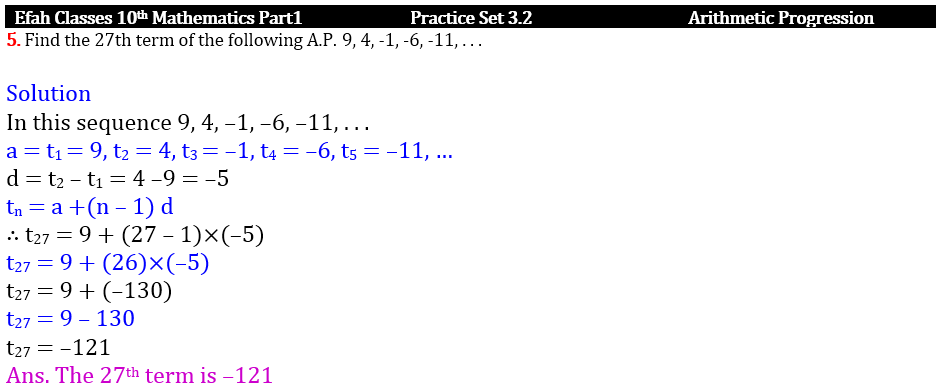 Efah Classes 10th Mathematics Part1 Practice Set 3.2 Arithmetic Progression
5. Find the 27th term of the following A.P. 9, 4, -1, -6, -11, . . .
Solution
In this sequence 9, 4, –1, –6, –11, . . .
a = t₁ = 9, t₂ = 4, t₃ = –1, t₄ = –6, t₅ = –11, ...
d = t₂ – t₁ = 4 –9 = –5
tₙ = a +(n – 1) d
∴ t₂₇ = 9 + (27 – 1)×(–5)
t₂₇ = 9 + (26)×(–5)
t₂₇ = 9 + (–130)
t₂₇ = 9 – 130
t₂₇ = –121
Ans. The 27th term is –121